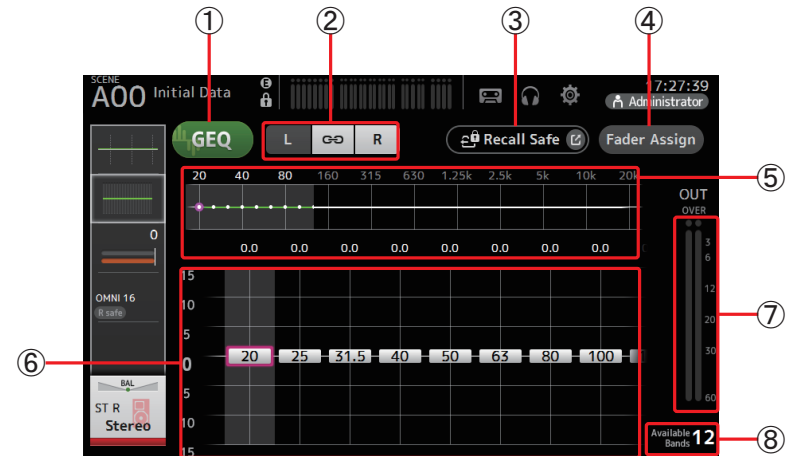 ① ② ③ ④
SCENE
A00 Initial Data E 17:27:39
Administrator
GEQ L R Recall Safe Fader Assign
20 40 80 160 315 630 1.25k 2.5k 5k 10k 20k ⑤
OUT
OVER
0 0.0 0.0 0.0 0.0 0.0 0.0 0.0 0.0 3
6
15
OMNI 16 10 12
R safe
5 20 ⑦
⑥ 0 20 25 31.5 40 50 63 80 100 30
BAL
ST R 5 60
Stereo 10 Available
Bands 12 ⑧
15